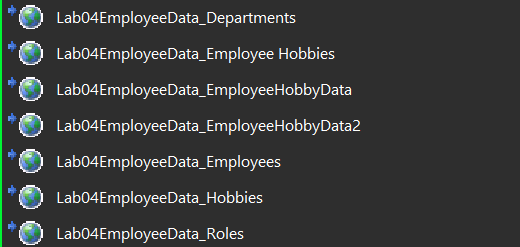 Lab04EmployeeData_Departments
Lab04EmployeeData_Employee Hobbies
Lab04EmployeeData_EmployeeHobbyData
Lab04EmployeeData_EmployeeHobbyData2
Lab04EmployeeData_Employees
Lab04EmployeeData_Hobbies
Lab04EmployeeData_Roles